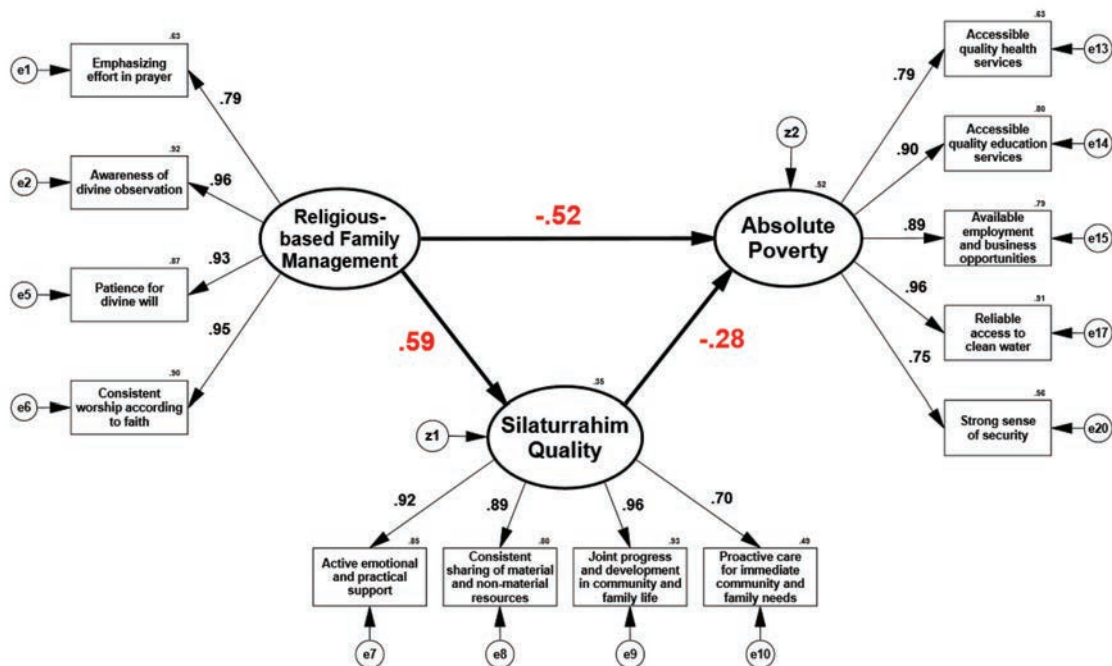 .63
e1
Emphasizing
effort in prayer
.79
.92
e2
Awareness of
divine observation
.96
.87
e5
Patience for
divine will
.93
.90
e6
Consistent
worship according
to faith
.95
Religious-
based Family
Management
-.52
.59
-.28
z2
.52
Absolute
Poverty
.35
z1
Silaturrahim
Quality
.63
Accessible
quality health
services
e13
.79
.80
Accessible
quality education
services
e14
.90
.79
Available
employment
and business
opportunities
e15
.89
.91
Reliable
access to
clean water
e17
.96
.56
Strong sense
of security
e20
.75
.92
.89
.96
.70
.85
Active emotional
and practical
support
e7
.80
Consistent
sharing of material
and non-material
resources
e8
.93
Joint progress
and development
in community and
family life
e9
.49
Proactive care
for immediate
community and
family needs
e10